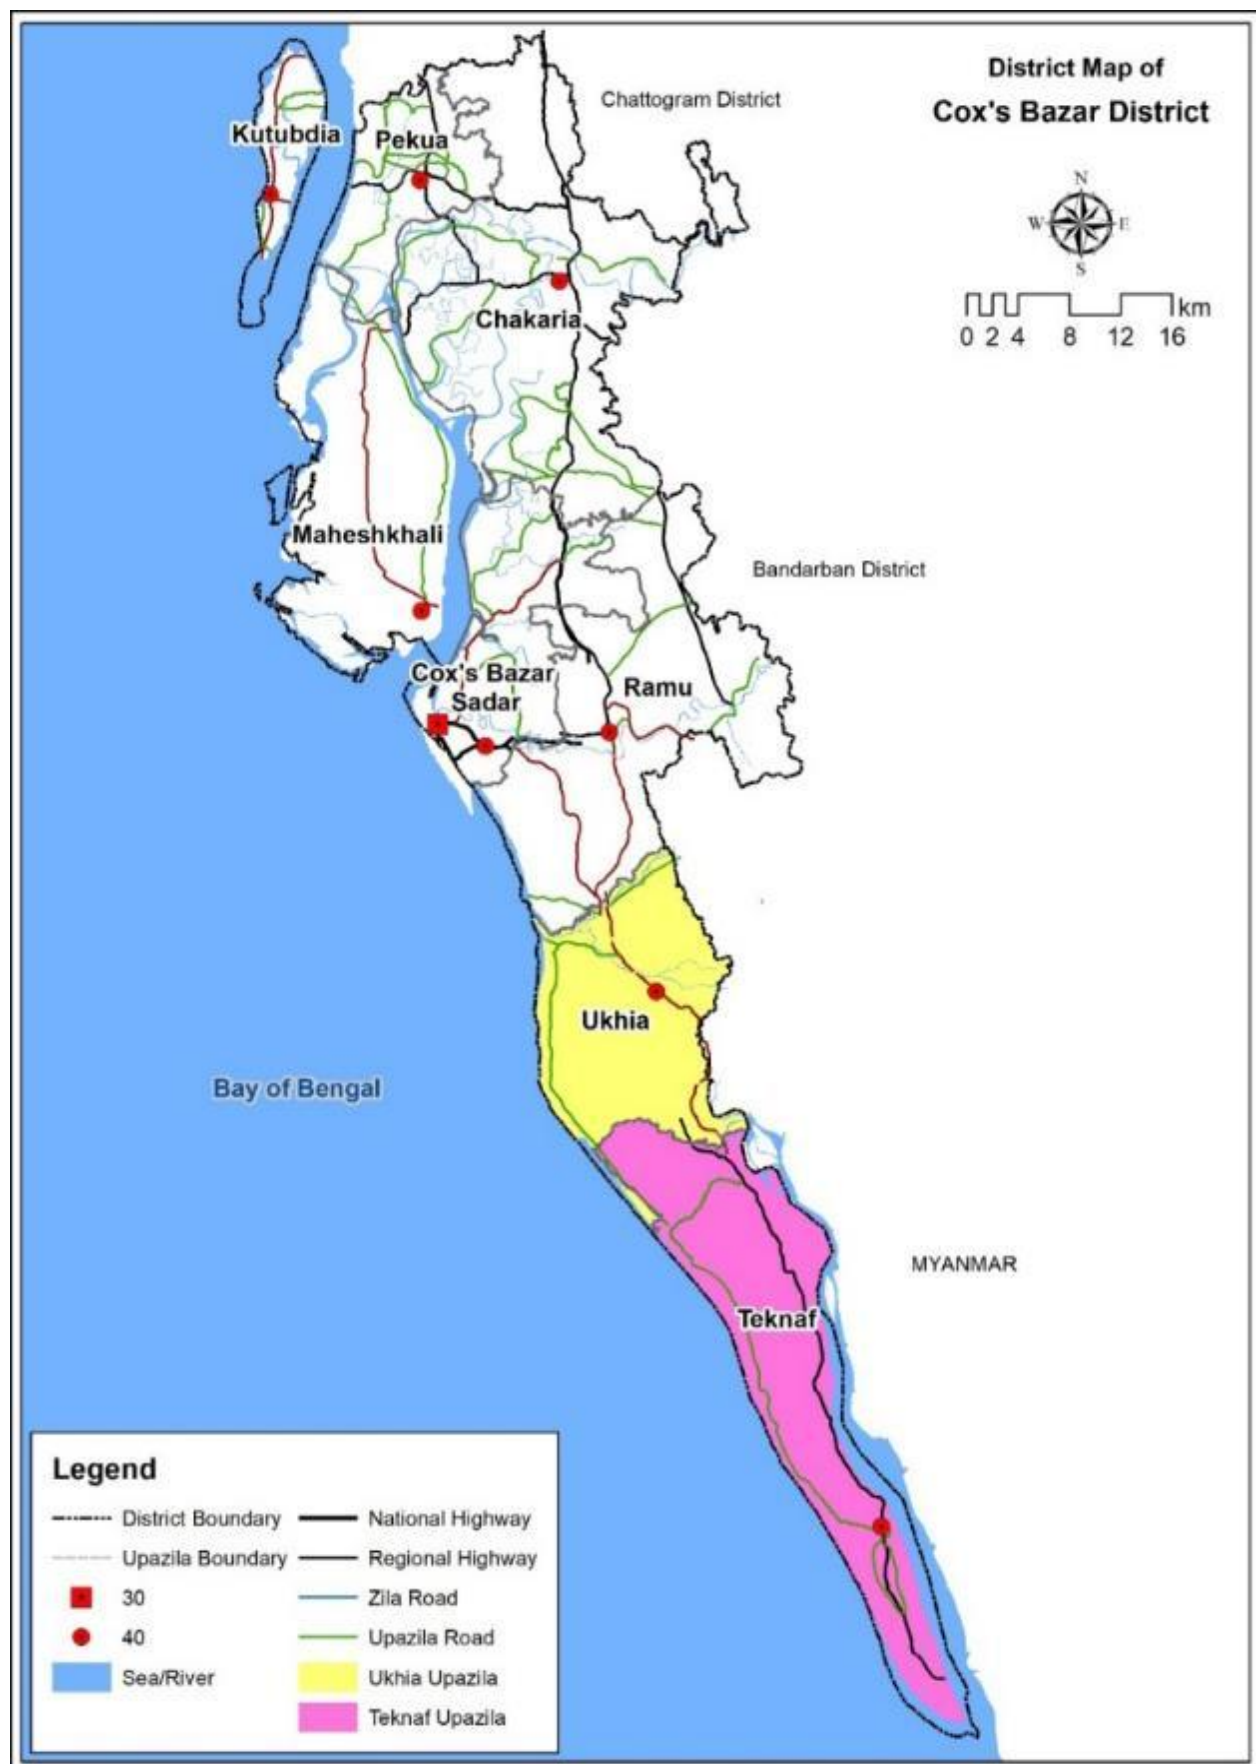 District Map of
Cox's Bazar District
Chattogram District
Kutubdia
Pekua
N
W
E
S
km
0 2 4 8 12 16
Chakaria
Maheshkhali
Bandarban District
Cox's Bazar
Sadar
Ramu
Ukhia
Bay of Bengal
MYANMAR
Teknaf
Legend
District Boundary
National Highway
Upazila Boundary
Regional Highway
30
Zila Road
40
Upazila Road
Sea/River
Ukhia Upazila
Teknaf Upazila